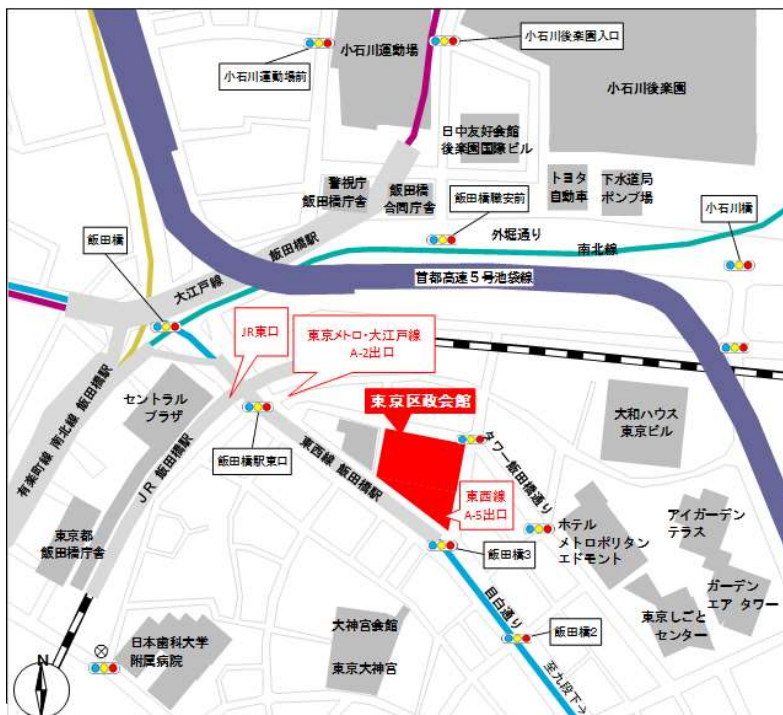 小石川運動場
小石川後楽園入口
小石川運動場前
小石川後楽園
日中友好会館
後楽園国際ビル
警視庁
飯田橋庁舎
飯田橋
合同庁舎
トヨタ
自動車
下水道局
ポンプ場
飯田橋職安前
小石川橋
外堀通り
南北線
飯田橋
大江戸線 飯田橋駅
首都高速5号池袋線
JR東口
東京メトロ・大江戸線
A-2出口
有楽町線 南北線 飯田橋駅
セントラル
プラザ
東京区政会館
大和ハウス
東京ビル
飯田橋駅東口
JR 飯田橋駅
東西線 飯田橋駅
タワー飯田橋通り
東西線
A-5出口
東京都
飯田橋庁舎
ホテル
メトロポリタン
エドモント
アイガーデン
テラス
飯田橋3
ガーデン
エア タワー
目白通り
東京しごと
センター
飯田橋2
日本歯科大学
附属病院
大神宮会館
東京大神宮
至九段下→
N